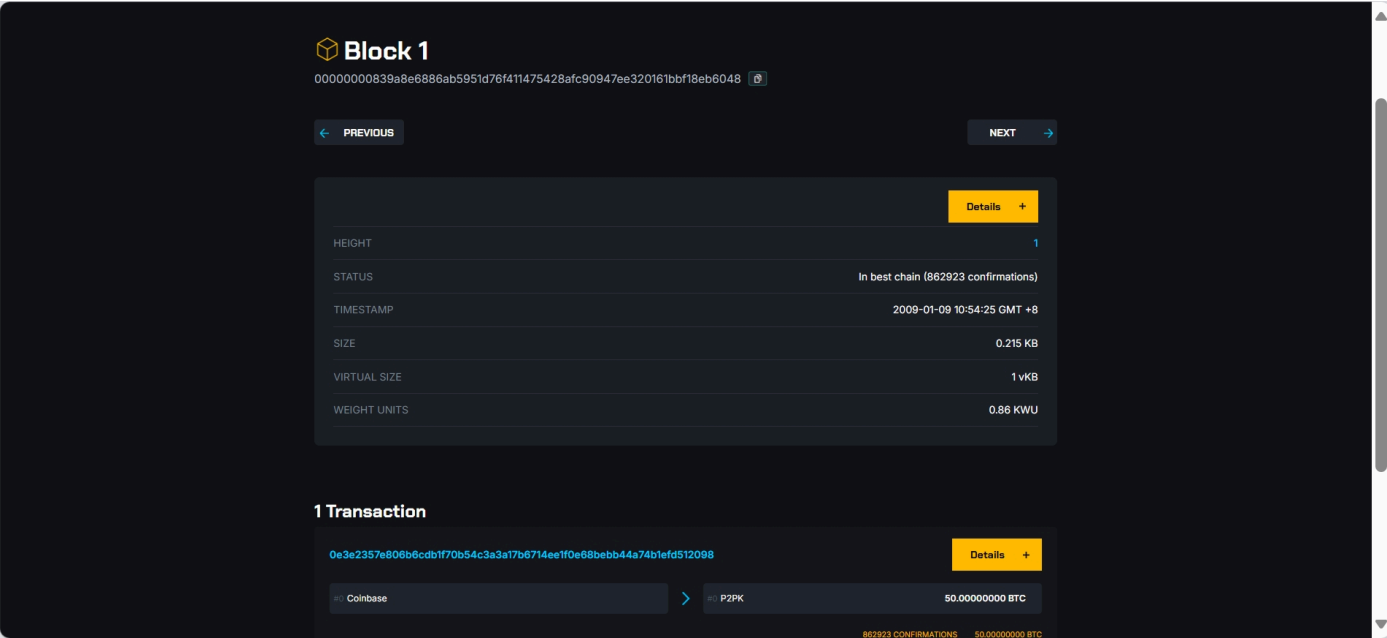 Block 1
00000000839a8e6886ab5951d76f411475428afc90947ee320161bbf18eb6048
PREVIOUS
NEXT
Details +
HEIGHT 1
STATUS In best chain (862923 confirmations)
TIMESTAMP 2009-01-09 10:54:25 GMT +8
SIZE 0.215 KB
VIRTUAL SIZE 1 vKB
WEIGHT UNITS 0.86 KWU
1 Transaction
0e3e2357e806b6cdb1f70b54c3a3a17b6714ee1f0e68bebb44a74b1efd512098
Details +
#0 Coinbase
#0 P2PK 50.00000000 BTC
862923 CONFIRMATIONS 50.00000000 BTC